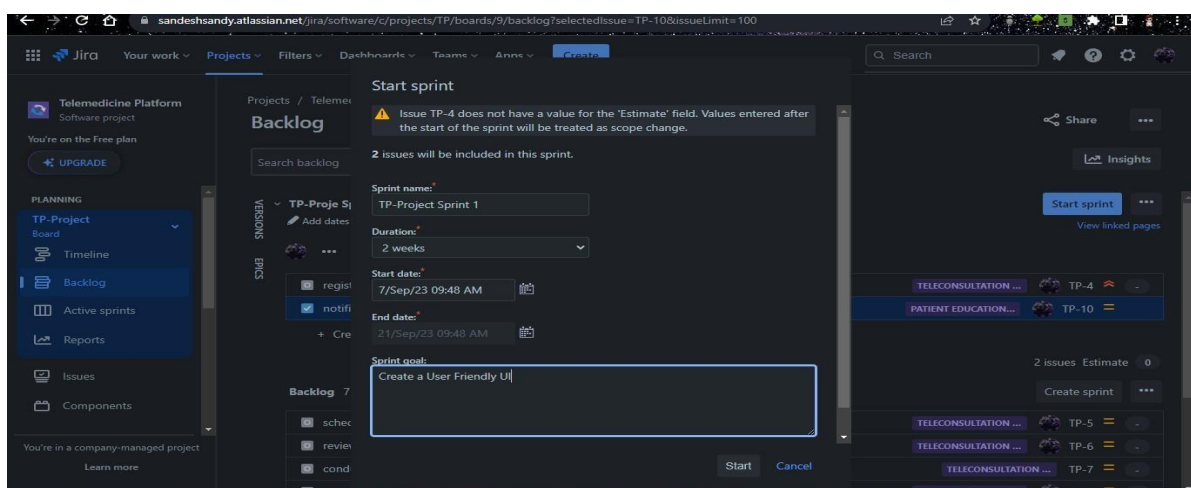 sandeshsandy.atlassian.net/jira/software/c/projects/TP/boards/9/backlog?selectedIssue=TP-10&issueLimit=100
Jira Your work Projects Filters Dashboards Teams Apps Create Search
Telemedicine Platform
Software project
You're on the Free plan
UPGRADE
PLANNING
TP-Project
Board
Timeline
Backlog
Active sprints
Reports
Issues
Components
You're in a company-managed project
Learn more
Projects / Teleme
Backlog
Search backlog
VERSIONS
EPICS
TP-Proje Sp
Add dates
regist
notifi
+ Cre
Backlog 7
sched
revie
cond
Start sprint
Issue TP-4 does not have a value for the 'Estimate' field. Values entered after
the start of the sprint will be treated as scope change.
2 issues will be included in this sprint.
Sprint name:*
TP-Project Sprint 1
Duration:*
2 weeks
Start date:*
7/Sep/23 09:48 AM
End date:*
21/Sep/23 09:48 AM
Sprint goal:
Create a User Friendly UI
Start Cancel
Share
Insights
Start sprint
View linked pages
TELECONSULTATION ... TP-4 -
PATIENT EDUCATION... TP-10
2 issues Estimate 0
Create sprint
TELECONSULTATION ... TP-5 -
TELECONSULTATION ... TP-6 -
TELECONSULTATION ... TP-7 -